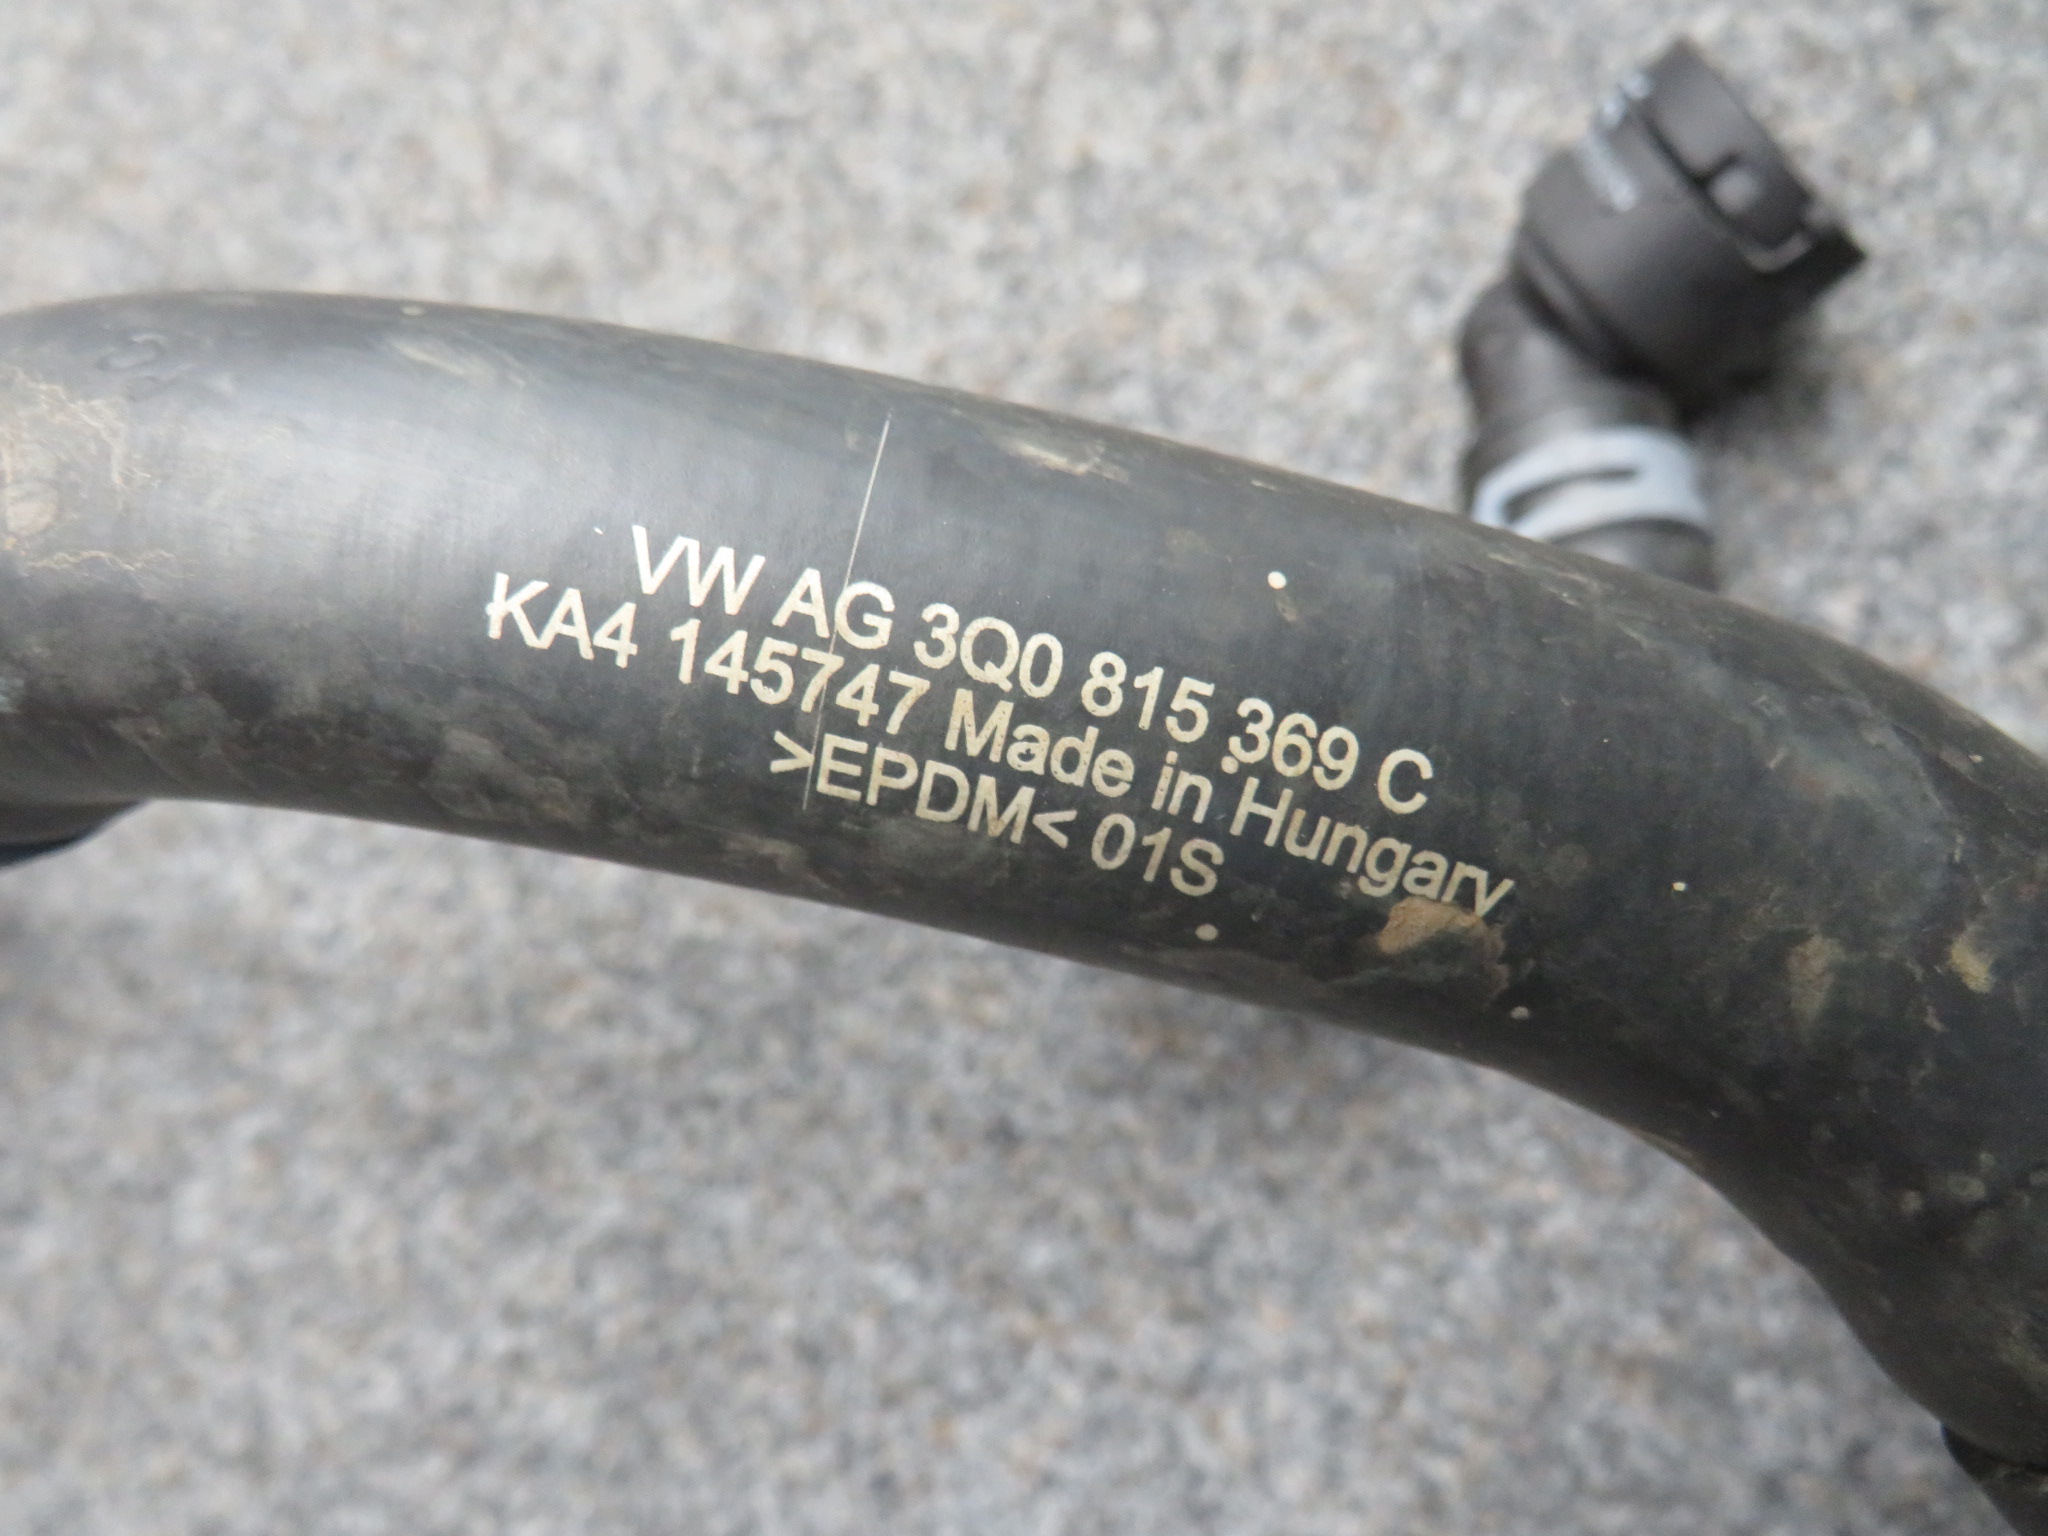 VW AG 3Q0 815 369 C
KA4 145747 Made in Hungary
>EPDM< 01S